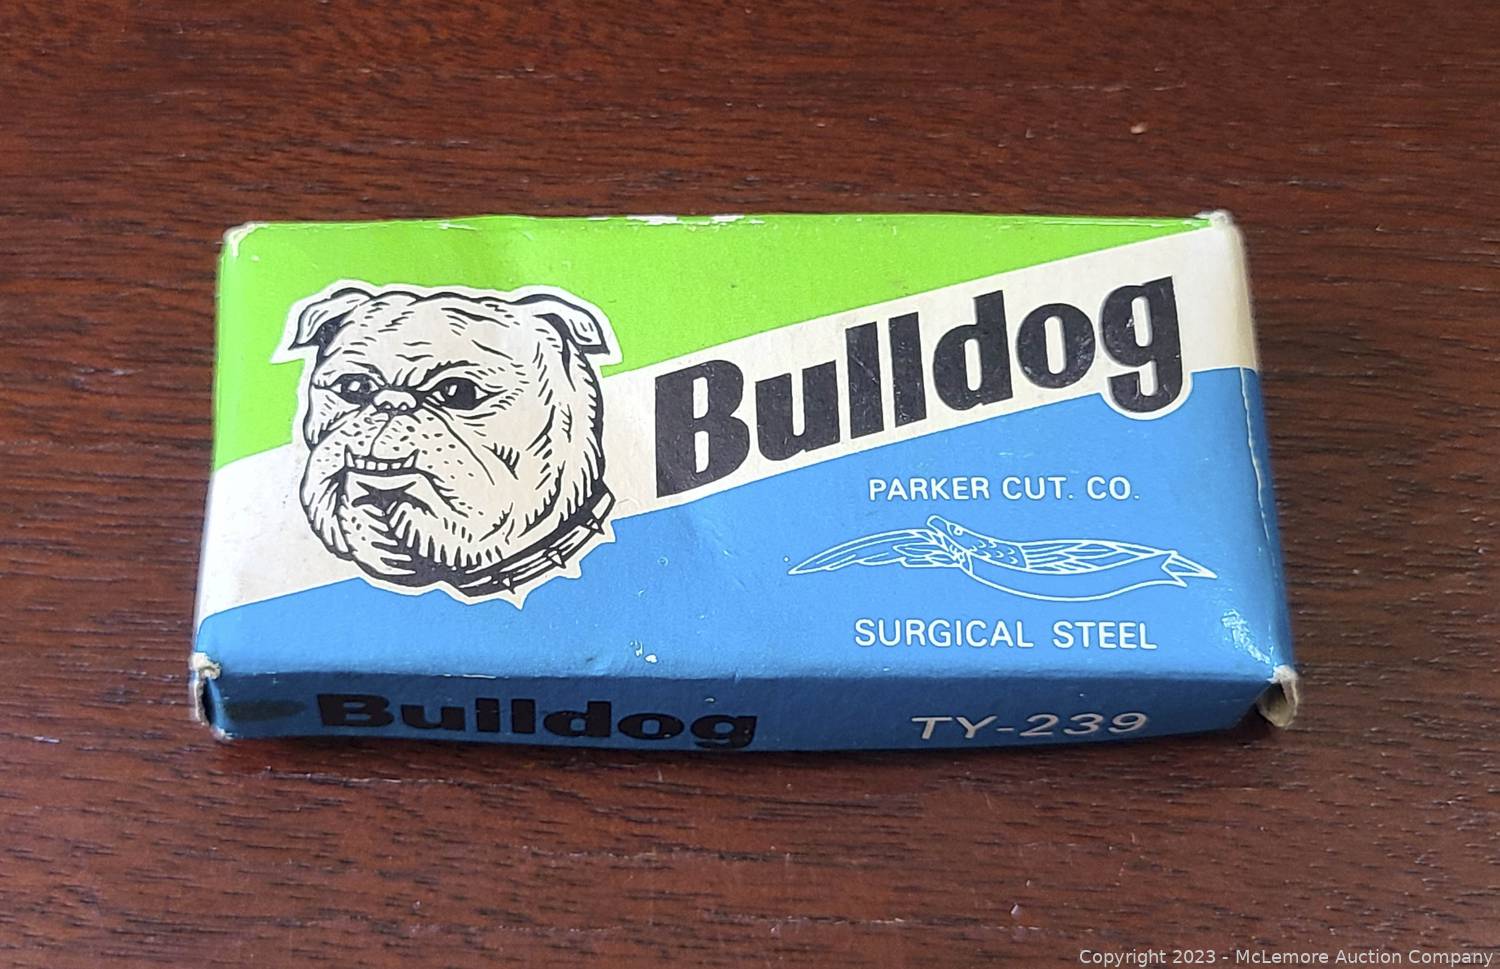 Bulldog
PARKER CUT. CO.
SURGICAL STEEL
Bulldog
TY-239
Copyright 2023 - McLemore Auction Company